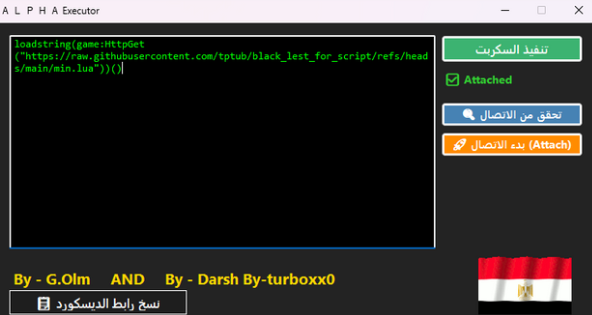 A L P H A Executor
loadstring(game:HttpGet
("https://raw.githubusercontent.com/tptub/black_lest_for_script/refs/head
s/main/min.lua"))()
تنفيذ السكربت
Attached
تحقق من الاتصال
بدء الاتصال (Attach)
By - G.Olm AND By - Darsh By-turboxx0
نسخ رابط الديسكورد